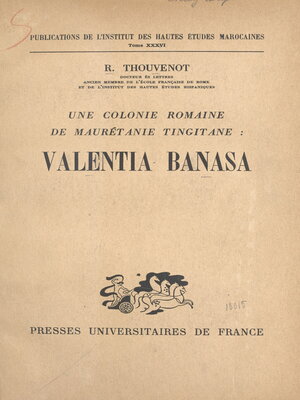 PUBLICATIONS DE L'INSTITUT DES HAUTES ÉTUDES MAROCAINES
Tome XXXVI
R. THOUVENOT
DOCTEUR ÈS LETTRES
ANCIEN MEMBRE DE L'ÉCOLE FRANÇAISE DE ROME
ET DE L'INSTITUT DES HAUTES ÉTUDES HISPANIQUES
UNE COLONIE ROMAINE
DE MAURÉTANIE TINGITANE :
VALENTIA BANASA
PRESSES UNIVERSITAIRES DE FRANCE